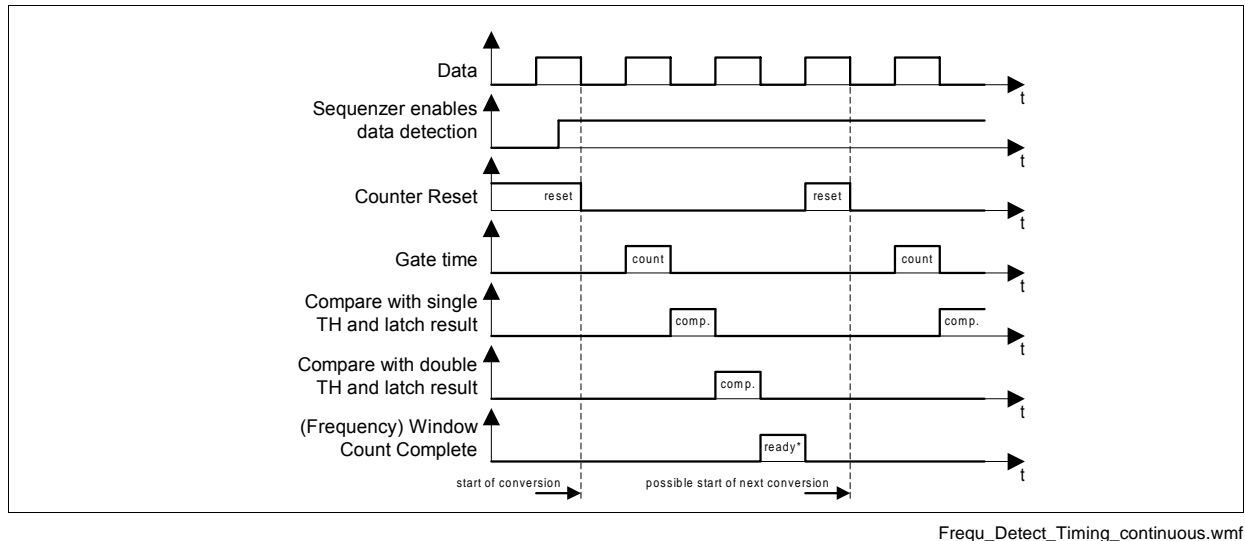 Data
t
Sequenzer enables
data detection
t
Counter Reset
reset
reset
t
Gate time
count
count
t
Compare with single
TH and latch result
comp.
comp.
t
Compare with double
TH and latch result
comp.
t
(Frequency) Window
Count Complete
ready*
t
start of conversion
possible start of next conversion
Frequ_Detect_Timing_continuous.wmf